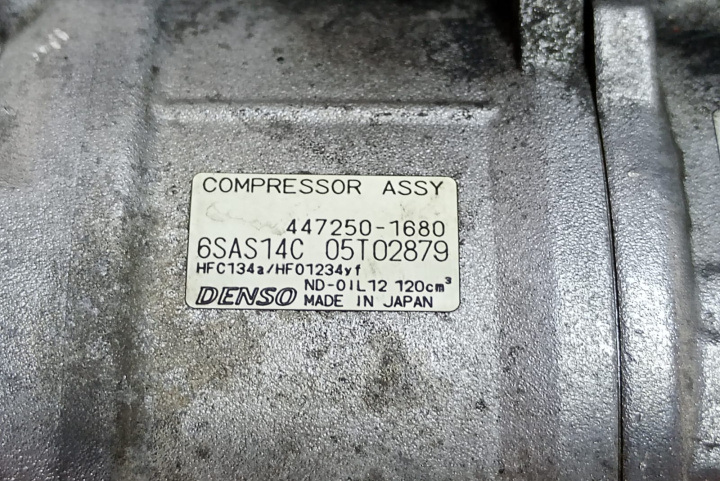 COMPRESSOR ASSY
447250-1680
6SAS14C 05T02879
HFC134a/HFO1234yf
ND-OIL12 120cm³
DENSO MADE IN JAPAN